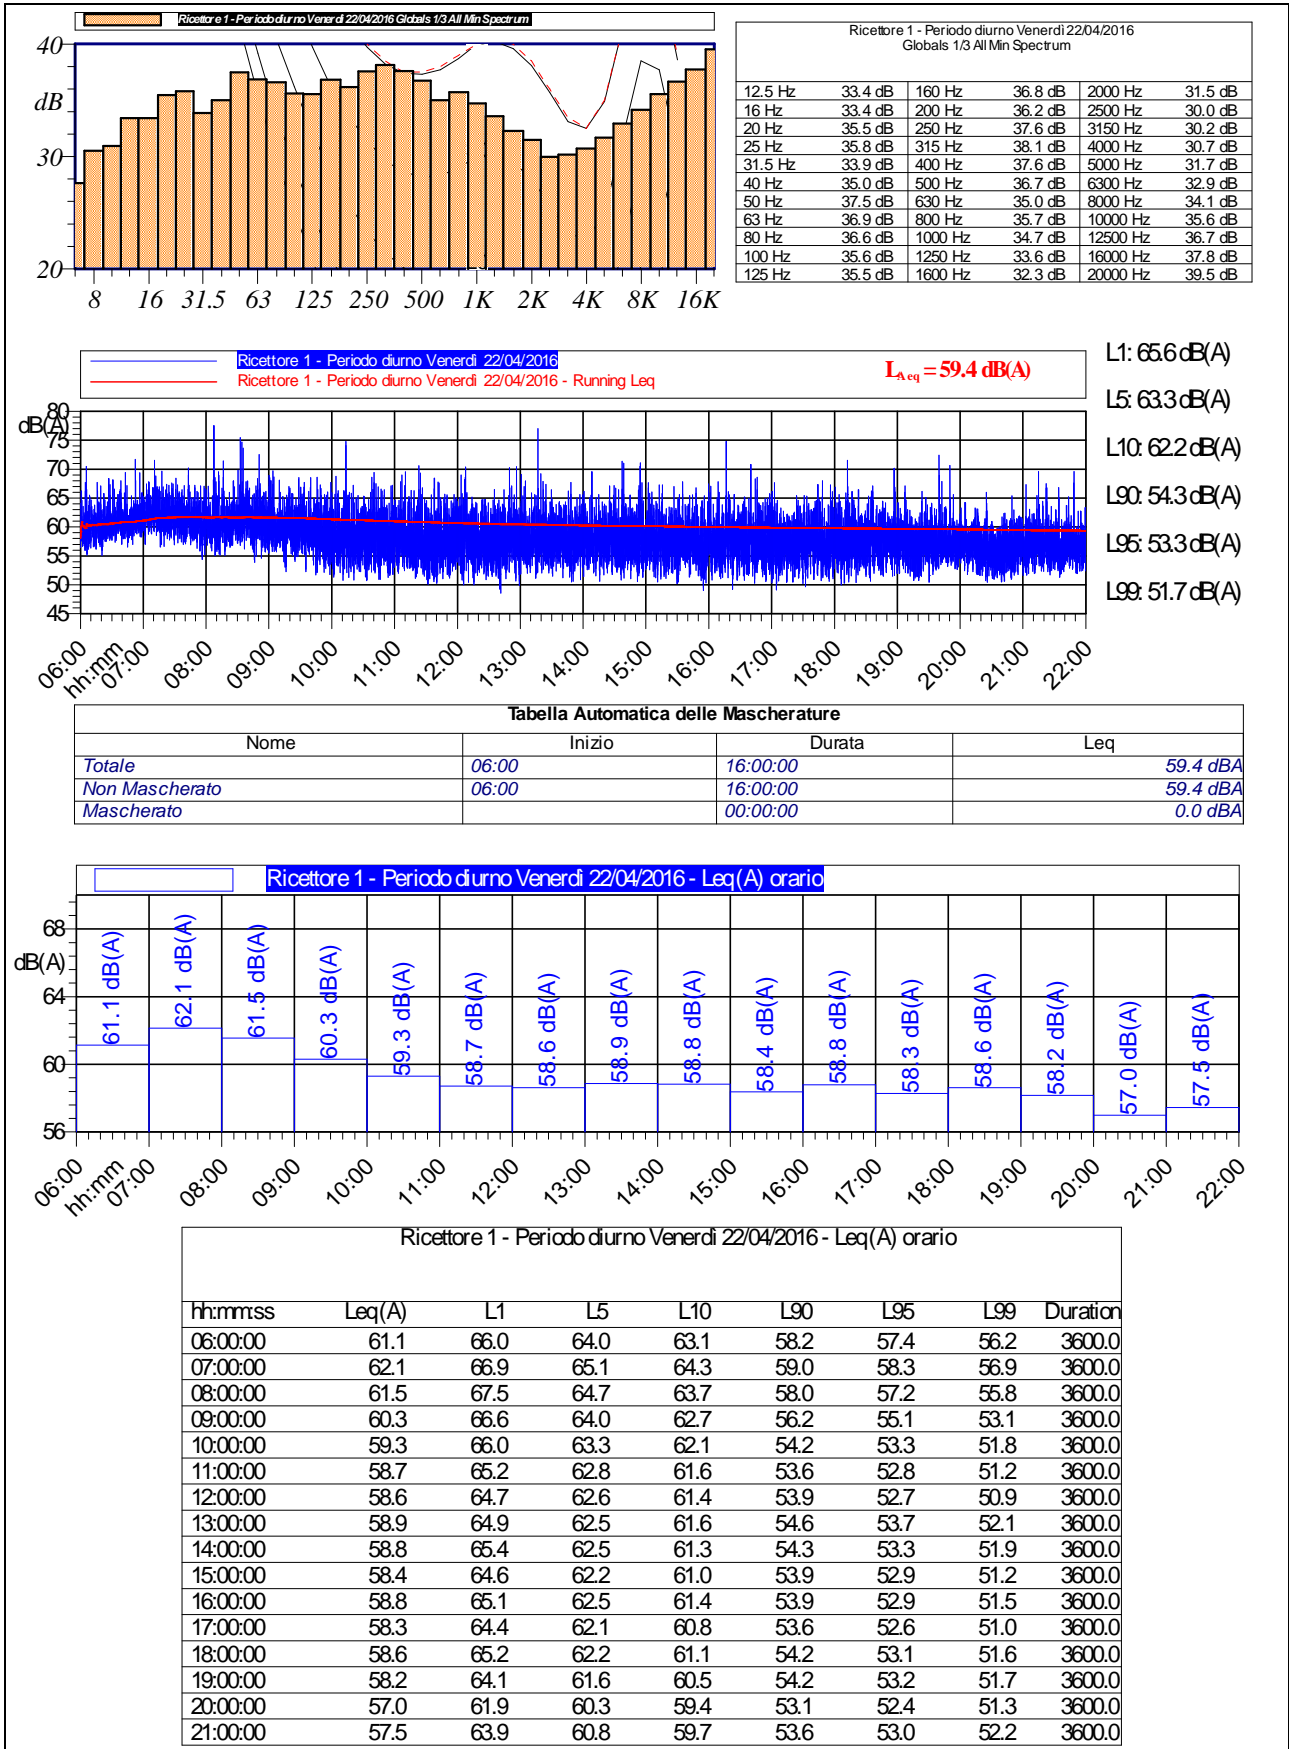 Ricettore 1 - Periodo diurno Venerdì 22/04/2016 Globals 1/3 All Min Spectrum
40
dB
30
20
8 16 31.5 63 125 250 500 1K 2K 4K 8K 16K
Ricettore 1 - Periodo diurno Venerdì 22/04/2016
Globals 1/3 All Min Spectrum
12.5 Hz 33.4 dB 160 Hz 36.8 dB 2000 Hz 31.5 dB
16 Hz 33.4 dB 200 Hz 36.2 dB 2500 Hz 30.0 dB
20 Hz 35.5 dB 250 Hz 37.6 dB 3150 Hz 30.2 dB
25 Hz 35.8 dB 315 Hz 38.1 dB 4000 Hz 30.7 dB
31.5 Hz 33.9 dB 400 Hz 37.6 dB 5000 Hz 31.7 dB
40 Hz 35.0 dB 500 Hz 36.7 dB 6300 Hz 32.9 dB
50 Hz 37.5 dB 630 Hz 35.0 dB 8000 Hz 34.1 dB
63 Hz 36.9 dB 800 Hz 35.7 dB 10000 Hz 35.6 dB
80 Hz 36.6 dB 1000 Hz 34.7 dB 12500 Hz 36.7 dB
100 Hz 35.6 dB 1250 Hz 33.6 dB 16000 Hz 37.8 dB
125 Hz 35.5 dB 1600 Hz 32.3 dB 20000 Hz 39.5 dB
Ricettore 1 - Periodo diurno Venerdì 22/04/2016
Ricettore 1 - Periodo diurno Venerdì 22/04/2016 - Running Leq
LAeq = 59.4 dB(A)
L1: 65.6 dB(A)
L5: 63.3 dB(A)
L10: 62.2 dB(A)
L90: 54.3 dB(A)
L95: 53.3 dB(A)
L99: 51.7 dB(A)
80
dB(A)
75
70
65
60
55
50
45
06:00 hh:mm 07:00 08:00 09:00 10:00 11:00 12:00 13:00 14:00 15:00 16:00 17:00 18:00 19:00 20:00 21:00 22:00
Tabella Automatica delle Mascherature
Nome Inizio Durata Leq
Totale 06:00 16:00:00 59.4 dBA
Non Mascherato 06:00 16:00:00 59.4 dBA
Mascherato 00:00:00 0.0 dBA
Ricettore 1 - Periodo diurno Venerdì 22/04/2016 - Leq(A) orario
68
dB(A)
64
60
56
61.1 dB(A) 62.1 dB(A) 61.5 dB(A) 60.3 dB(A) 59.3 dB(A) 58.7 dB(A) 58.6 dB(A) 58.9 dB(A) 58.8 dB(A) 58.4 dB(A) 58.8 dB(A) 58.3 dB(A) 58.6 dB(A) 58.2 dB(A) 57.0 dB(A) 57.5 dB(A)
06:00 hh:mm 07:00 08:00 09:00 10:00 11:00 12:00 13:00 14:00 15:00 16:00 17:00 18:00 19:00 20:00 21:00 22:00
Ricettore 1 - Periodo diurno Venerdì 22/04/2016 - Leq(A) orario
hh:mm:ss Leq(A) L1 L5 L10 L90 L95 L99 Duration
06:00:00 61.1 66.0 64.0 63.1 58.2 57.4 56.2 3600.0
07:00:00 62.1 66.9 65.1 64.3 59.0 58.3 56.9 3600.0
08:00:00 61.5 67.5 64.7 63.7 58.0 57.2 55.8 3600.0
09:00:00 60.3 66.6 64.0 62.7 56.2 55.1 53.1 3600.0
10:00:00 59.3 66.0 63.3 62.1 54.2 53.3 51.8 3600.0
11:00:00 58.7 65.2 62.8 61.6 53.6 52.8 51.2 3600.0
12:00:00 58.6 64.7 62.6 61.4 53.9 52.7 50.9 3600.0
13:00:00 58.9 64.9 62.5 61.6 54.6 53.7 52.1 3600.0
14:00:00 58.8 65.4 62.5 61.3 54.3 53.3 51.9 3600.0
15:00:00 58.4 64.6 62.2 61.0 53.9 52.9 51.2 3600.0
16:00:00 58.8 65.1 62.5 61.4 53.9 52.9 51.5 3600.0
17:00:00 58.3 64.4 62.1 60.8 53.6 52.6 51.0 3600.0
18:00:00 58.6 65.2 62.2 61.1 54.2 53.1 51.6 3600.0
19:00:00 58.2 64.1 61.6 60.5 54.2 53.2 51.7 3600.0
20:00:00 57.0 61.9 60.3 59.4 53.1 52.4 51.3 3600.0
21:00:00 57.5 63.9 60.8 59.7 53.6 53.0 52.2 3600.0